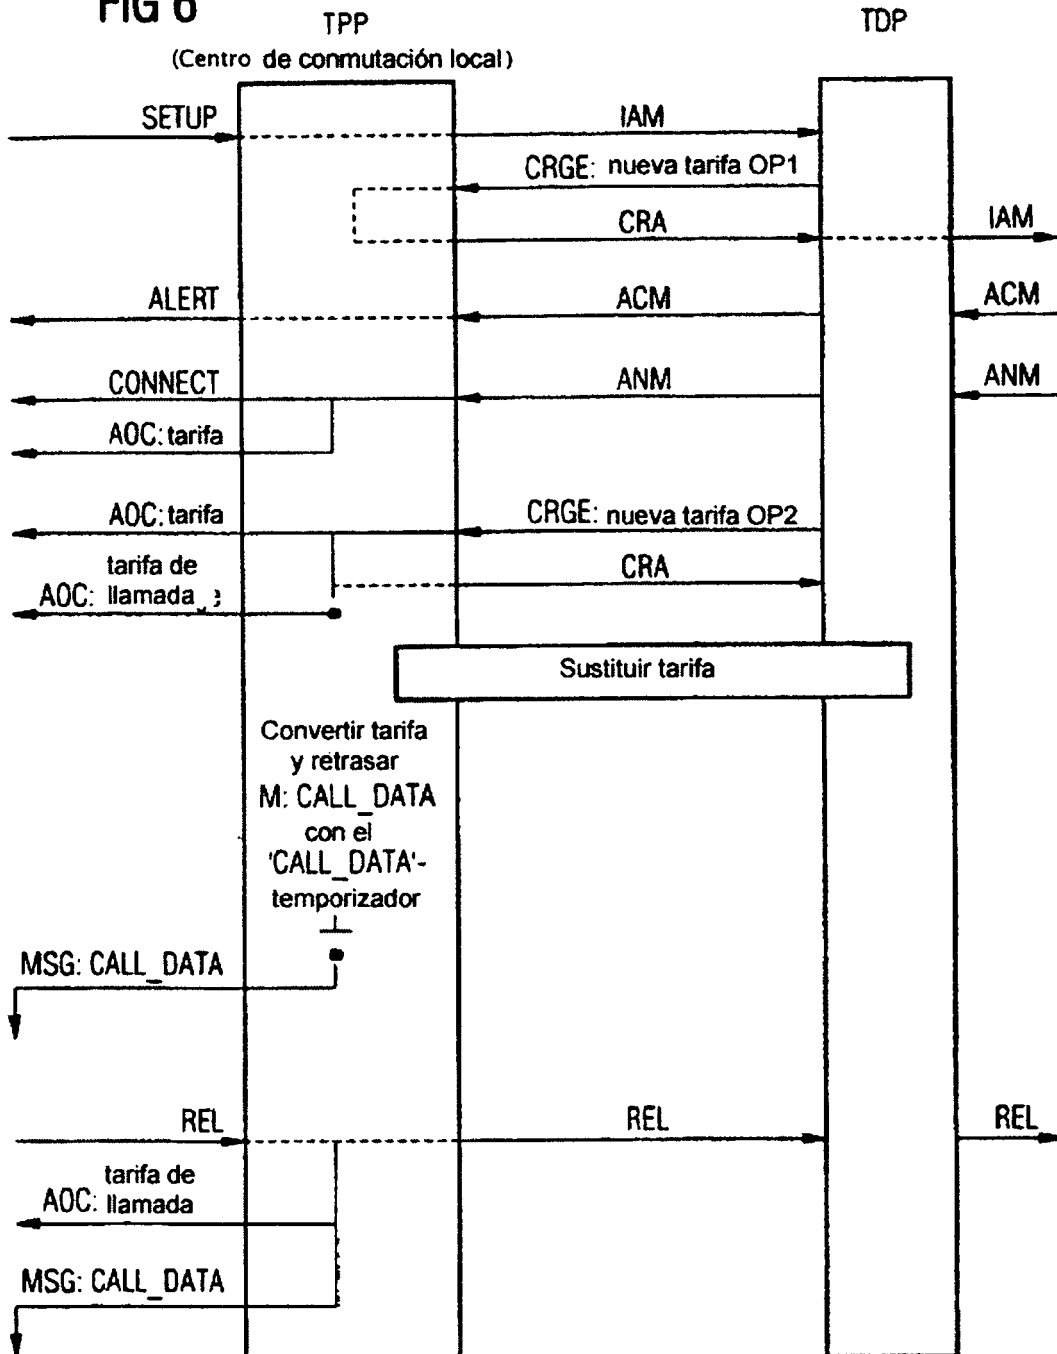 FIG 6
TPP
TDP
(Centro de conmutación local)
SETUP
IAM
CRGE: nueva tarifa OP1
CRA
IAM
ALERT
ACM
ACM
CONNECT
ANM
ANM
AOC: tarifa
AOC: tarifa
CRGE: nueva tarifa OP2
tarifa de
AOC: llamada
CRA
Sustituir tarifa
Convertir tarifa
y retrasar
M: CALL_DATA
con el
'CALL_DATA'-
temporizador
MSG: CALL_DATA
REL
REL
REL
tarifa de
AOC: llamada
MSG: CALL_DATA